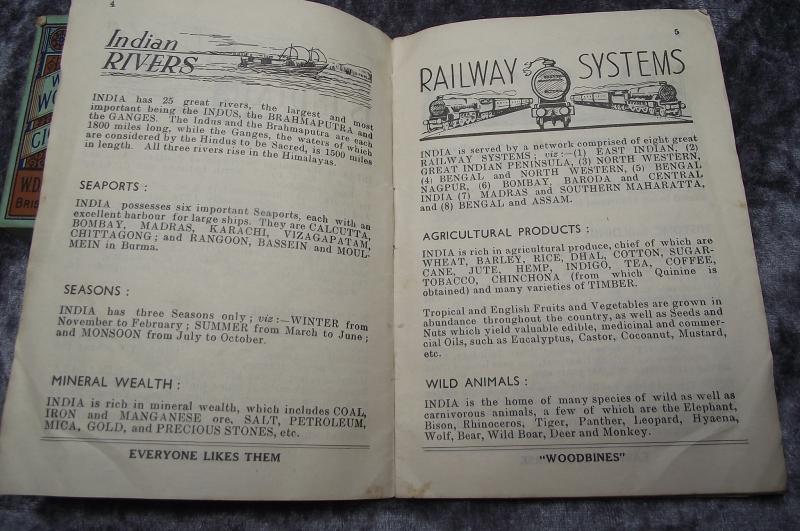 4
Indian
RIVERS
INDIA has 25 great rivers, the largest and most
important being the INDUS, the BRAHMAPUTRA and
the GANGES. The Indus and the Brahmaputra are each
1800 miles long, while the Ganges, the waters of which
are considered by the Hindus to be Sacred, is 1500 miles
in length. All three rivers rise in the Himalayas.
SEAPORTS :
INDIA possesses six important Seaports, each with an
excellent harbour for large ships. They are CALCUTTA,
BOMBAY, MADRAS, KARACHI, VIZAGAPATAM,
CHITTAGONG; and RANGOON, BASSEIN and MOUL-
MEIN in Burma.
SEASONS :
INDIA has three Seasons only ; viz :—WINTER from
November to February ; SUMMER from March to June ;
and MONSOON from July to October.
MINERAL WEALTH :
INDIA is rich in mineral wealth, which includes COAL,
IRON and MANGANESE ore, SALT, PETROLEUM,
MICA, GOLD, and PRECIOUS STONES, etc.
EVERYONE LIKES THEM
5
RAILWAY SYSTEMS
INDIA is served by a network comprised of eight great
RAILWAY SYSTEMS ; viz :—(1) EAST INDIAN, (2)
GREAT INDIAN PENINSULA, (3) NORTH WESTERN,
(4) BENGAL and NORTH WESTERN, (5) BENGAL
NAGPUR, (6) BOMBAY, BARODA and CENTRAL
INDIA (7) MADRAS and SOUTHERN MAHARATTA,
and (8) BENGAL and ASSAM.
AGRICULTURAL PRODUCTS :
INDIA is rich in agricultural produce, chief of which are
WHEAT, BARLEY, RICE, DHAL, COTTON, SUGAR-
CANE, JUTE, HEMP, INDIGO, TEA, COFFEE,
TOBACCO, CHINCHONA (from which Quinine is
obtained) and many varieties of TIMBER.
Tropical and English Fruits and Vegetables are grown in
abundance throughout the country, as well as Seeds and
Nuts which yield valuable edible, medicinal and commer-
cial Oils, such as Eucalyptus, Castor, Cocoanut, Mustard,
etc.
WILD ANIMALS :
INDIA is the home of many species of wild as well as
carnivorous animals, a few of which are the Elephant,
Bison, Rhinoceros, Tiger, Panther, Leopard, Hyaena,
Wolf, Bear, Wild Boar, Deer and Monkey.
"WOODBINES"